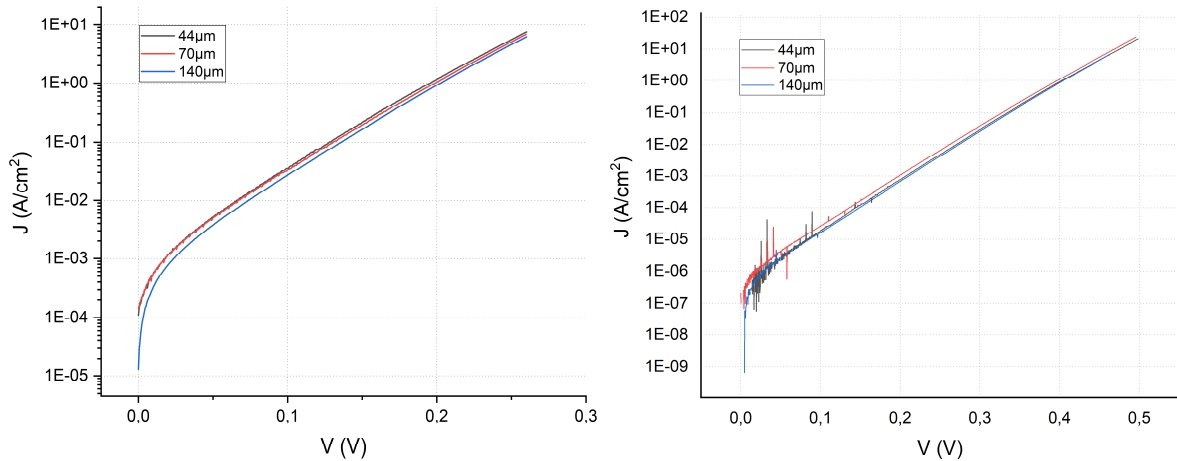 1E+01
1E+00
1E-01
1E-02
1E-03
1E-04
1E-05
J (A/cm²)
44µm
70µm
140µm
0,0 0,1 0,2 0,3
V (V)
1E+02
1E+01
1E+00
1E-01
1E-02
1E-03
1E-04
1E-05
1E-06
1E-07
1E-08
1E-09
J (A/cm²)
44µm
70µm
140µm
0,0 0,1 0,2 0,3 0,4 0,5
V (V)